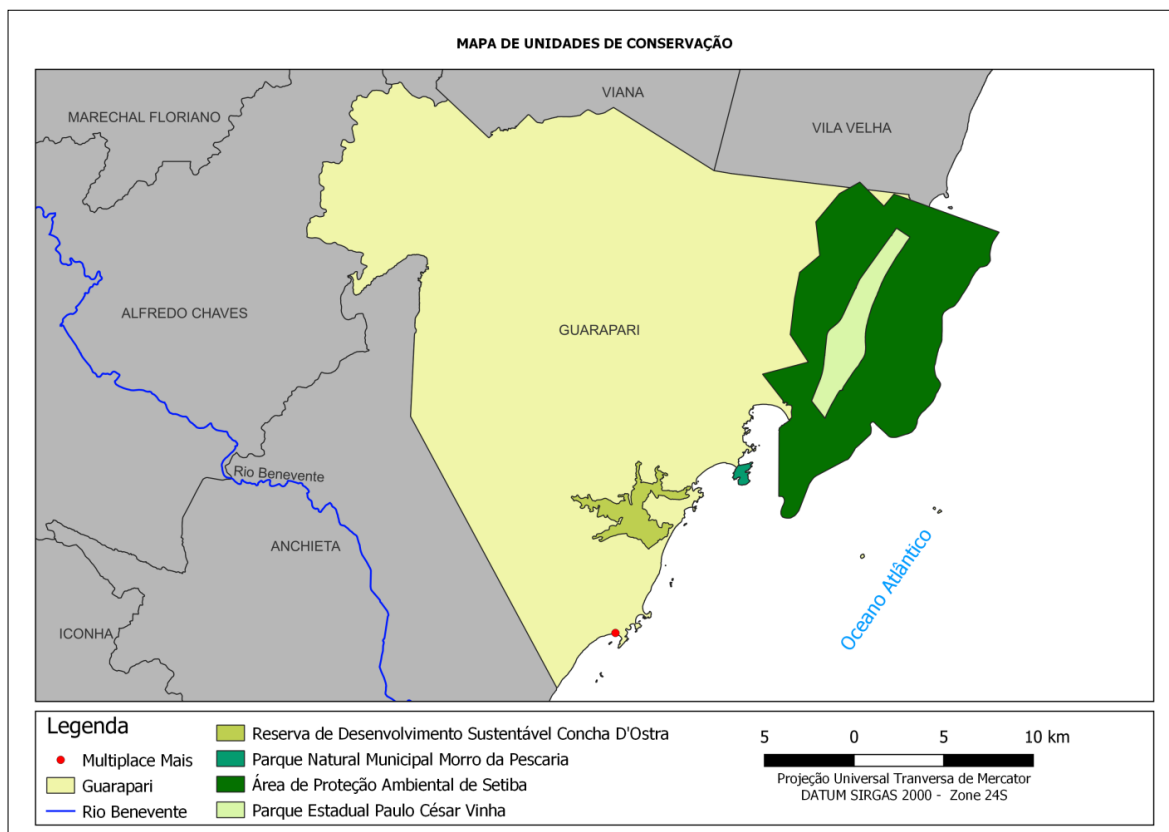 MAPA DE UNIDADES DE CONSERVAÇÃO
MARECHAL FLORIANO
VIANA
VILA VELHA
ALFREDO CHAVES
GUARAPARI
Rio Benevente
ANCHIETA
Oceano Atlântico
ICONHA
Legenda
Multiplace Mais
Guarapari
Rio Benevente
Reserva de Desenvolvimento Sustentável Concha D'Ostra
Parque Natural Municipal Morro da Pescaria
Área de Proteção Ambiental de Setiba
Parque Estadual Paulo César Vinha
5 0 5 10 km
Projeção Universal Tranversa de Mercator
DATUM SIRGAS 2000 - Zone 24S